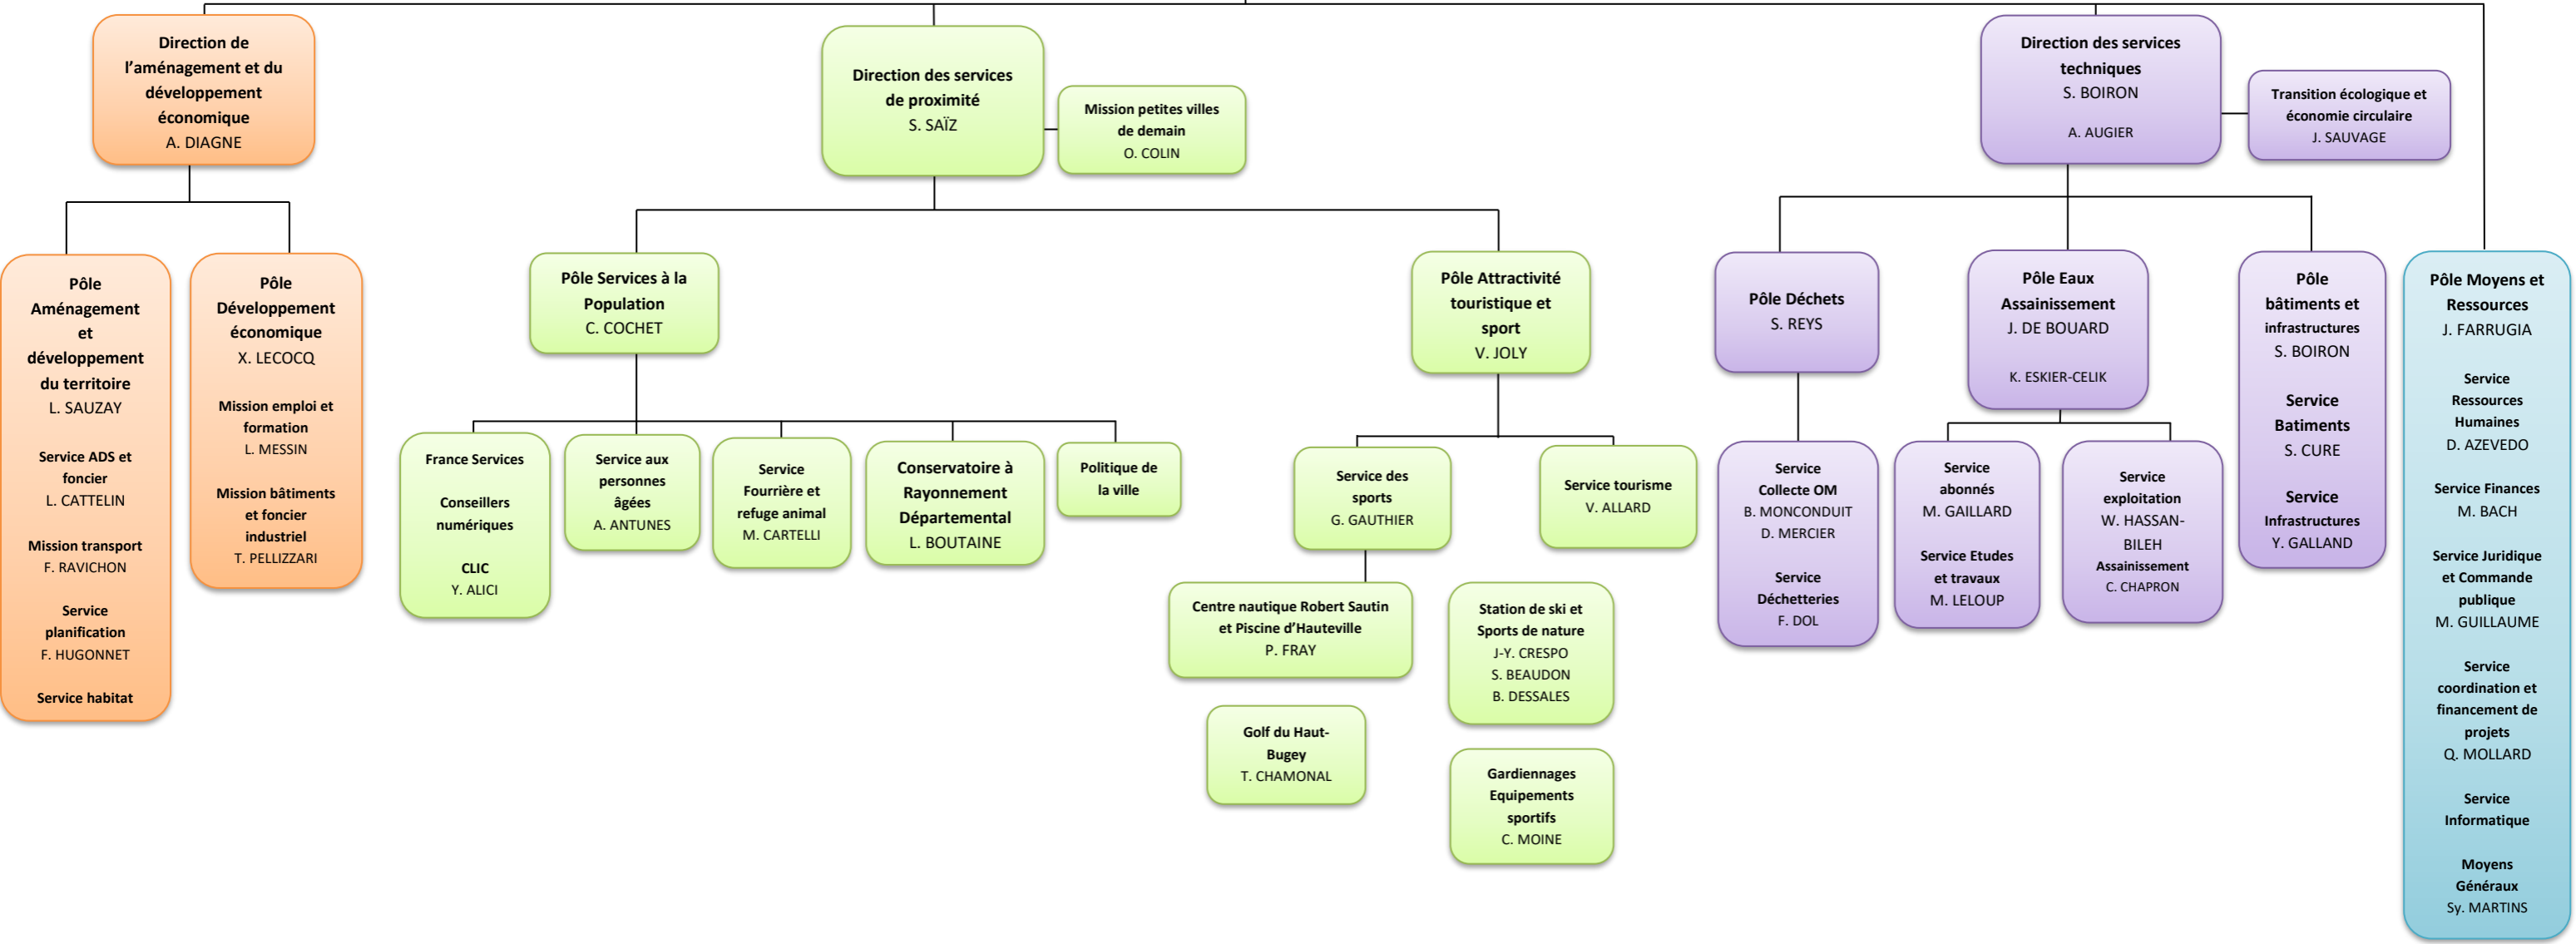 Direction de
l'aménagement et du
développement
économique
A. DIAGNE
Direction des services
de proximité
S. SAÏZ
Mission petites villes
de demain
O. COLIN
Direction des services
techniques
S. BOIRON
A. AUGIER
Transition écologique et
économie circulaire
J. SAUVAGE
Pôle
Aménagement
et
développement
du territoire
L. SAUZAY
Service ADS et
foncier
L. CATTELIN
Mission transport
F. RAVICHON
Service
planification
F. HUGONNET
Service habitat
Pôle
Développement
économique
X. LECOCQ
Mission emploi et
formation
L. MESSIN
Mission bâtiments
et foncier
industriel
T. PELLIZZARI
Pôle Services à la
Population
C. COCHET
France Services
Conseillers
numériques
CLIC
Y. ALICI
Service aux
personnes
âgées
A. ANTUNES
Service
Fourrière et
refuge animal
M. CARTELLI
Conservatoire à
Rayonnement
Départemental
L. BOUTAINE
Politique de
la ville
Pôle Attractivité
touristique et
sport
V. JOLY
Service des
sports
G. GAUTHIER
Service tourisme
V. ALLARD
Centre nautique Robert Sautin
et Piscine d'Hauteville
P. FRAY
Station de ski et
Sports de nature
J-Y. CRESPO
S. BEAUDON
B. DESSALES
Golf du Haut-
Bugey
T. CHAMONAL
Gardiennages
Equipements
sportifs
C. MOINE
Pôle Déchets
S. REYS
Service
Collecte OM
B. MONCONDUIT
D. MERCIER
Service
Déchetteries
F. DOL
Pôle Eaux
Assainissement
J. DE BOUARD
K. ESKIER-CELIK
Service
abonnés
M. GAILLARD
Service Etudes
et travaux
M. LELOUP
Service
exploitation
W. HASSAN-
BILEH
Assainissement
C. CHAPRON
Pôle
bâtiments et
infrastructures
S. BOIRON
Service
Batiments
S. CURE
Service
Infrastructures
Y. GALLAND
Pôle Moyens et
Ressources
J. FARRUGIA
Service
Ressources
Humaines
D. AZEVEDO
Service Finances
M. BACH
Service Juridique
et Commande
publique
M. GUILLAUME
Service
coordination et
financement de
projets
Q. MOLLARD
Service
Informatique
Moyens
Généraux
Sy. MARTINS